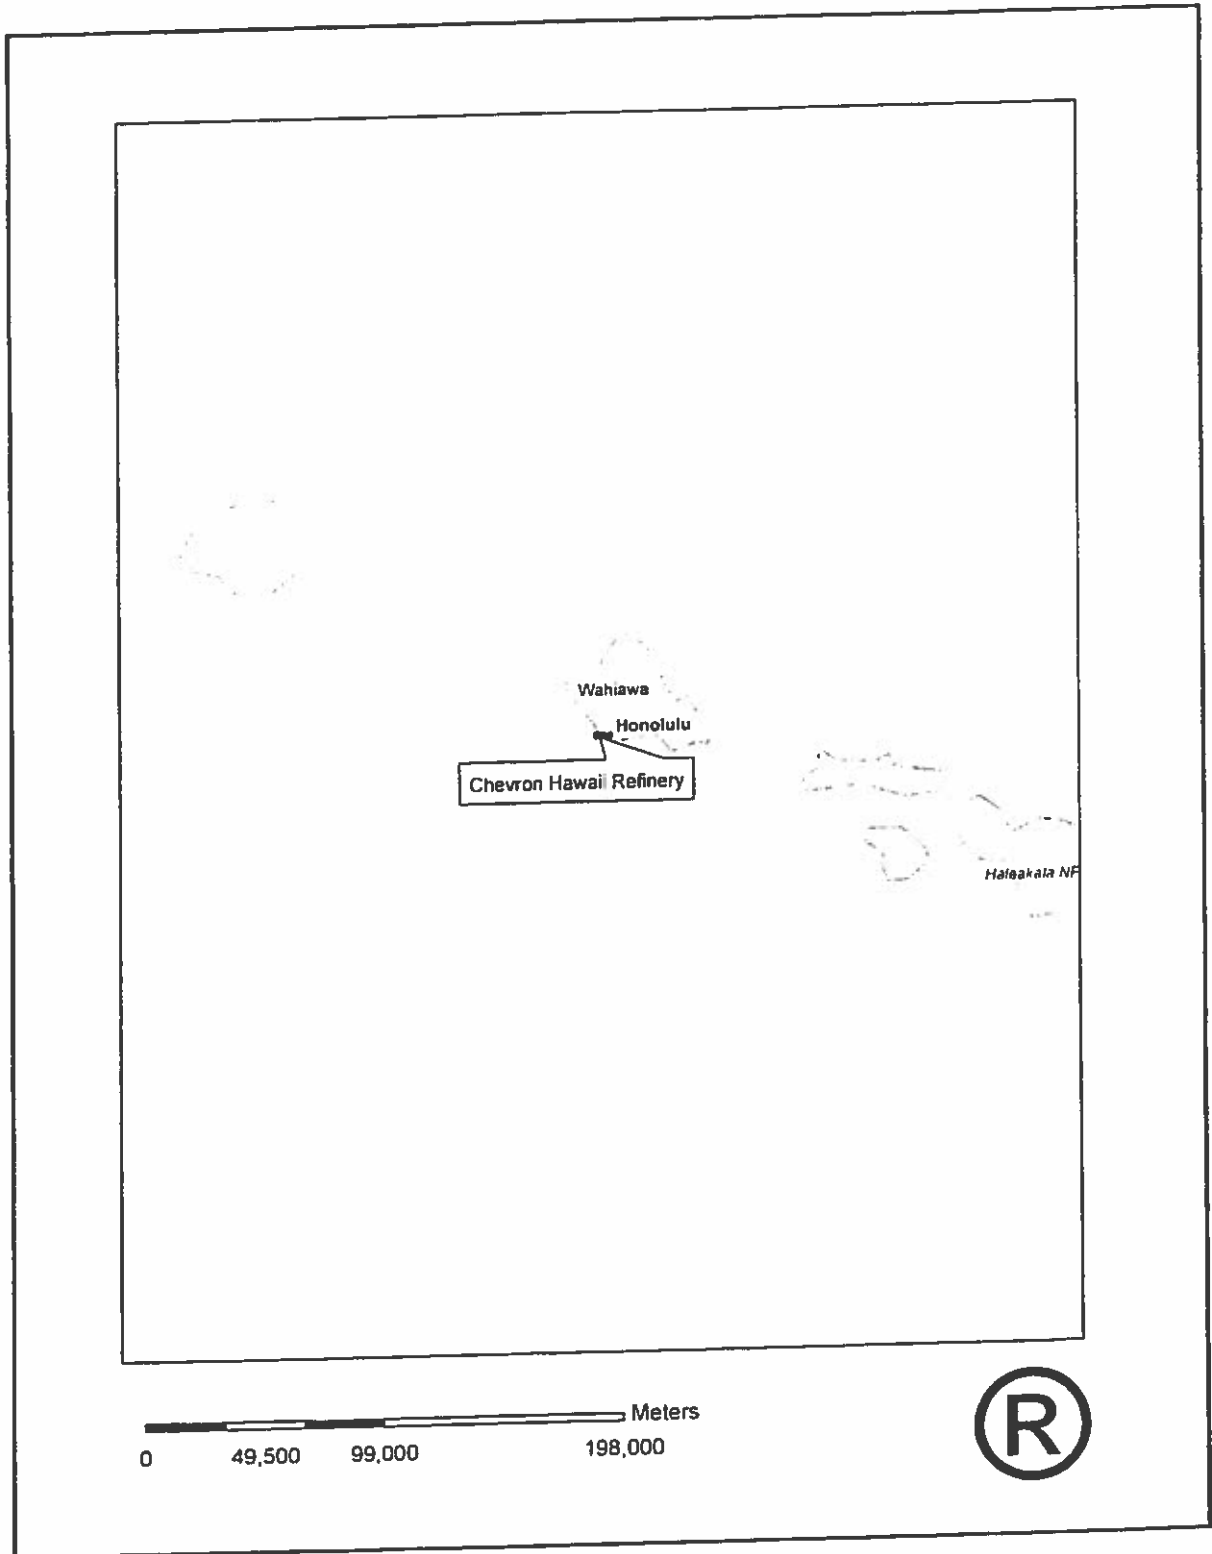 Wahiawa
Honolulu
Chevron Hawaii Refinery
Haleakala NP
Meters
0 49,500 99,000 198,000
R